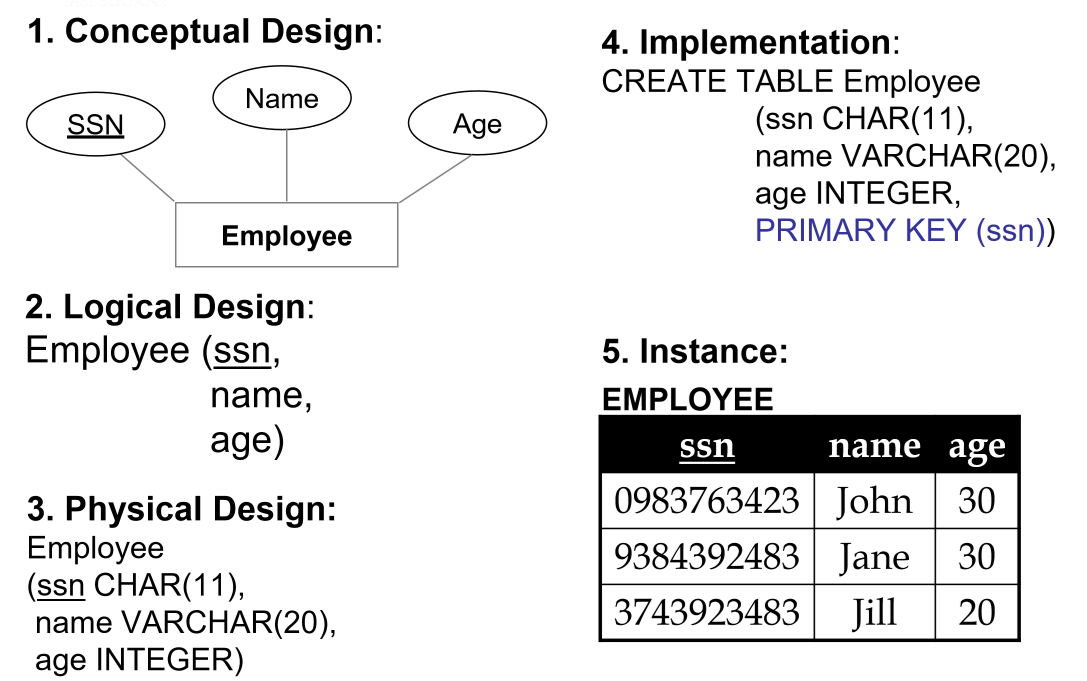 1. Conceptual Design:
SSN
Name
Age
Employee
2. Logical Design:
Employee (ssn,
name,
age)
3. Physical Design:
Employee
(ssn CHAR(11),
name VARCHAR(20),
age INTEGER)
4. Implementation:
CREATE TABLE Employee
(ssn CHAR(11),
name VARCHAR(20),
age INTEGER,
PRIMARY KEY (ssn))
5. Instance:
EMPLOYEE
ssn name age
0983763423 John 30
9384392483 Jane 30
3743923483 Jill 20